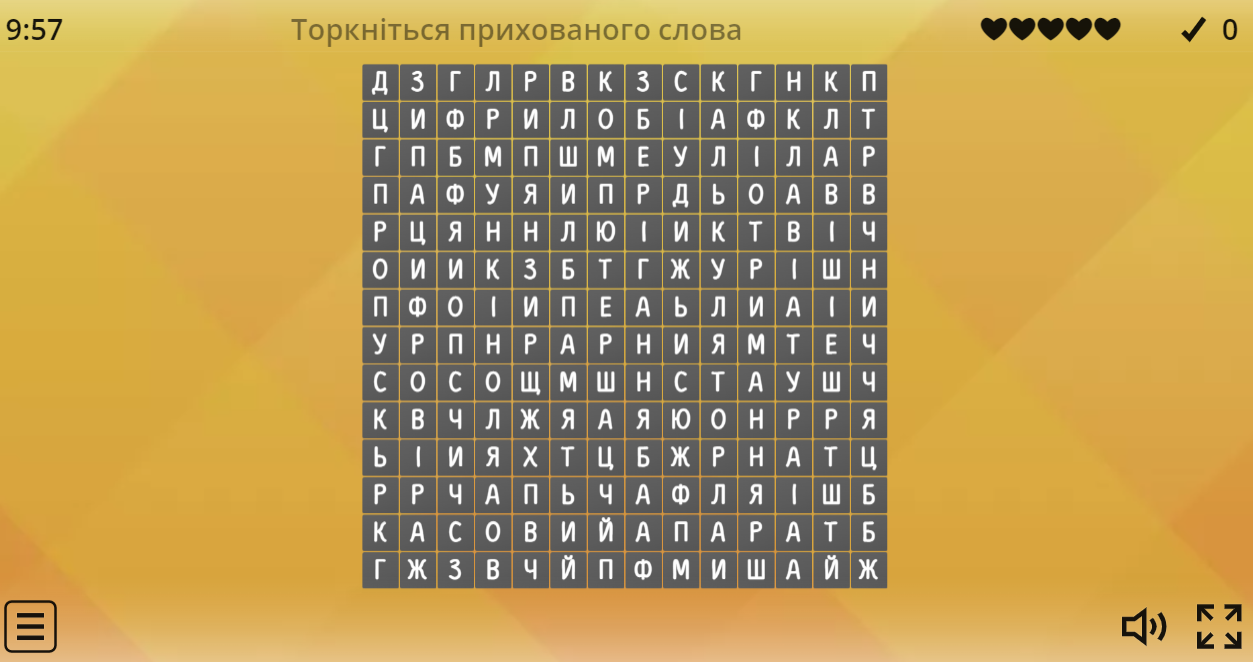 9:57 Торкніться прихованого слова 0
Д З Г Л Р В К З С К Г Н К П
Ц И Ф Р И Л О Б І А Ф К Л Т
Г П Б М П Ш М Е У Л І Л А Р
П А Ф У Я И П Р Д Ь О А В В
Р Ц Я Н Н Л Ю І И К Т В І Ч
О И И К З Б Т Г Ж У Р І Ш Н
П Ф О І И П Е А Ь Л И А І И
У Р П Н Р А Р Н И Я М Т Е Ч
С О С О Щ М Ш Н С Т А У Ш Ч
К В Ч Л Ж Я А Я Ю О Н Р Р Я
Ь І И Я Х Т Ц Б Ж Р Н А Т Ц
Р Р Ч А П Ь Ч А Ф Л Я І Ш Б
К А С О В И Й А П А Р А Т Б
Г Ж З В Ч Й П Ф М И Ш А Й Ж